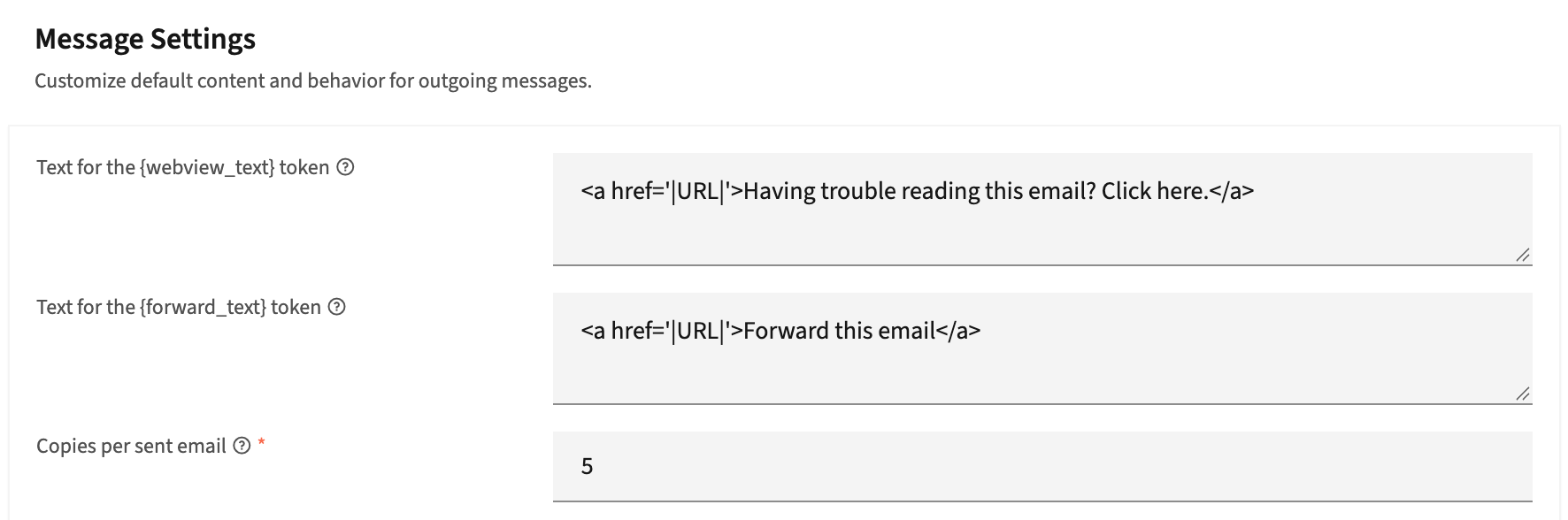 Message Settings
Customize default content and behavior for outgoing messages.
Text for the {webview_text} token
<a href='|URL|'>Having trouble reading this email? Click here.</a>
Text for the {forward_text} token
<a href='|URL|'>Forward this email</a>
Copies per sent email *
5